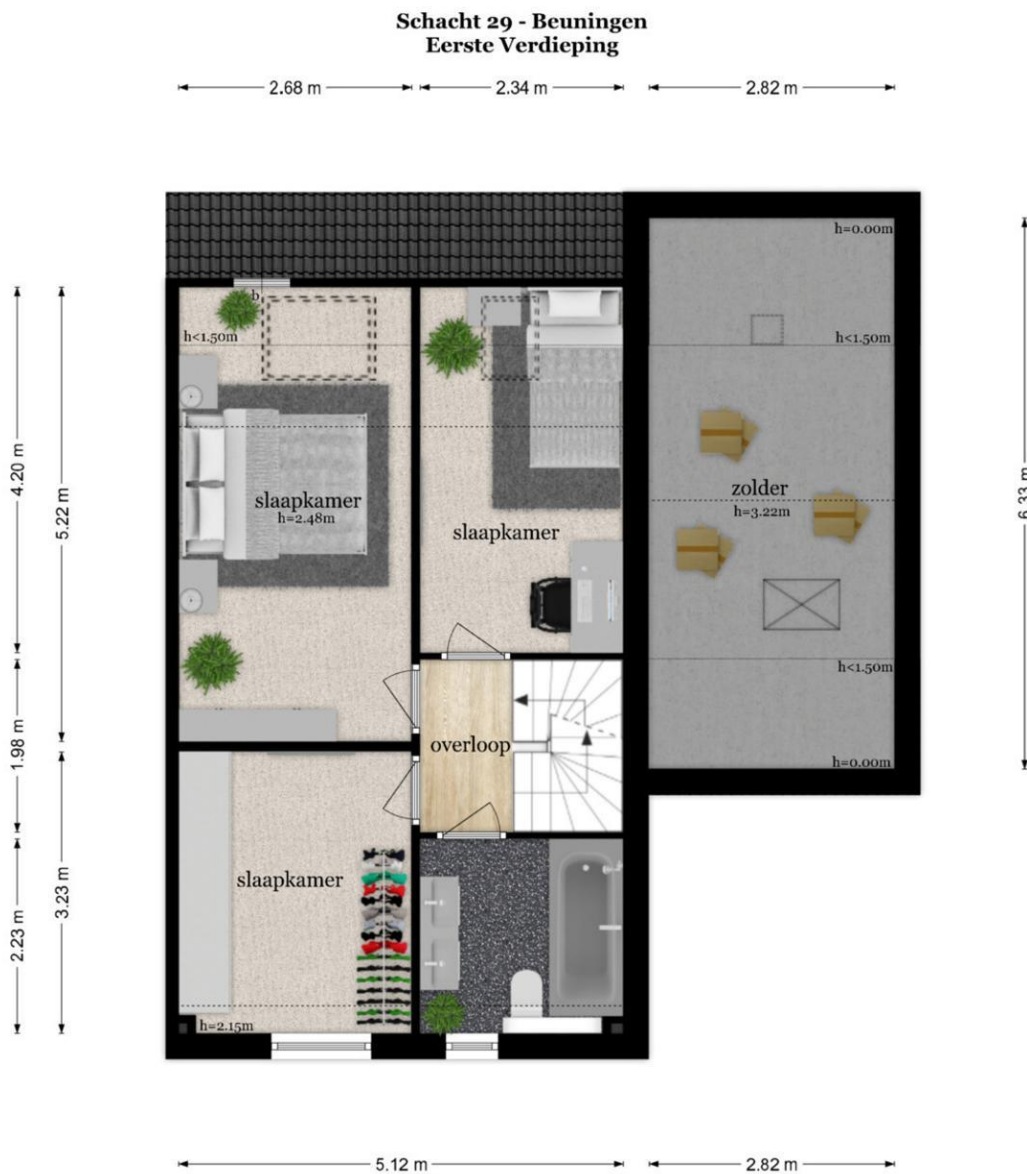 Schacht 29 - Beuningen
Eerste Verdieping
2.68 m
2.34 m
2.82 m
h=0.00m
b
h<1.50m
h<1.50m
4.20 m
5.22 m
slaapkamer
h=2.48m
slaapkamer
zolder
h=3.22m
6.33 m
h<1.50m
1.98 m
overloop
h=0.00m
slaapkamer
2.23 m
3.23 m
h=2.15m
5.12 m
2.82 m